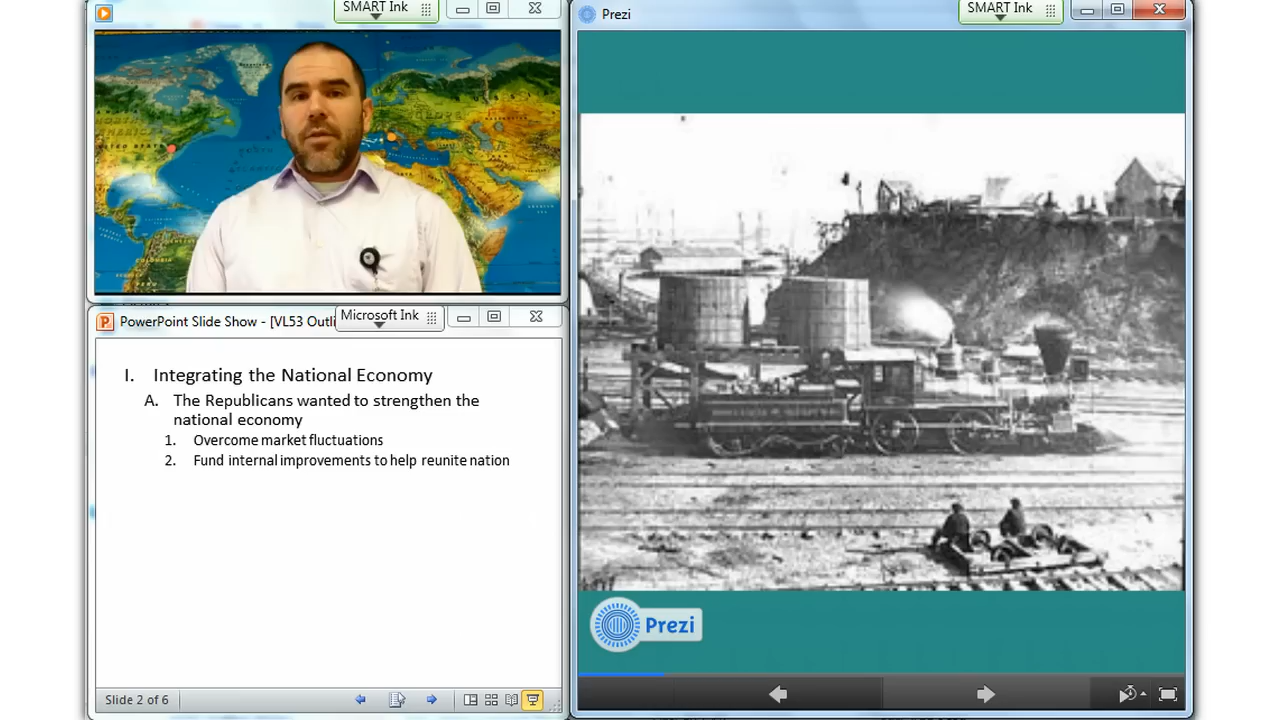 SMART Ink
PowerPoint Slide Show - [VL53 Outli
Microsoft Ink
I. Integrating the National Economy
A. The Republicans wanted to strengthen the
national economy
1. Overcome market fluctuations
2. Fund internal improvements to help reunite nation
Slide 2 of 6
Prezi
SMART Ink
Prezi